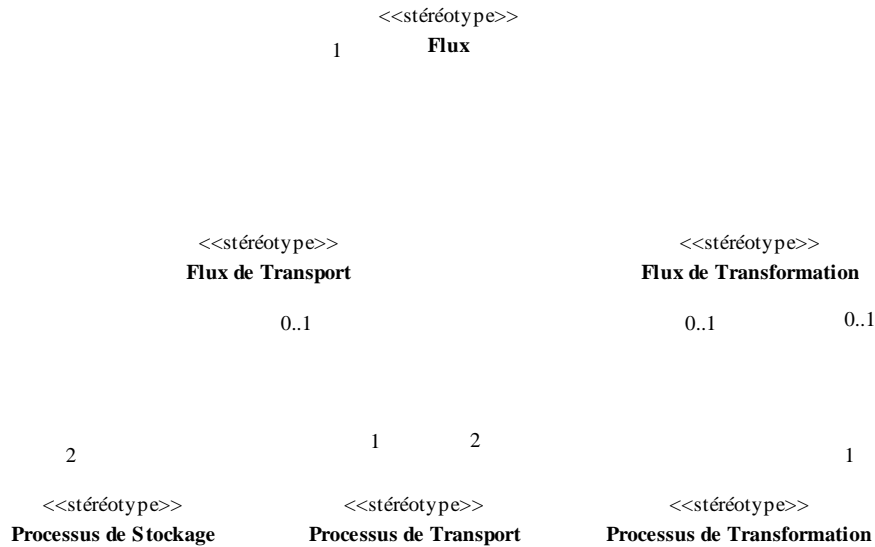 <<stéréotype>>
1 Flux
<<stéréotype>> <<stéréotype>>
Flux de Transport Flux de Transformation
0..1 0..1 0..1
2 1 2 1
<<stéréotype>> <<stéréotype>> <<stéréotype>>
Processus de Stockage Processus de Transport Processus de Transformation